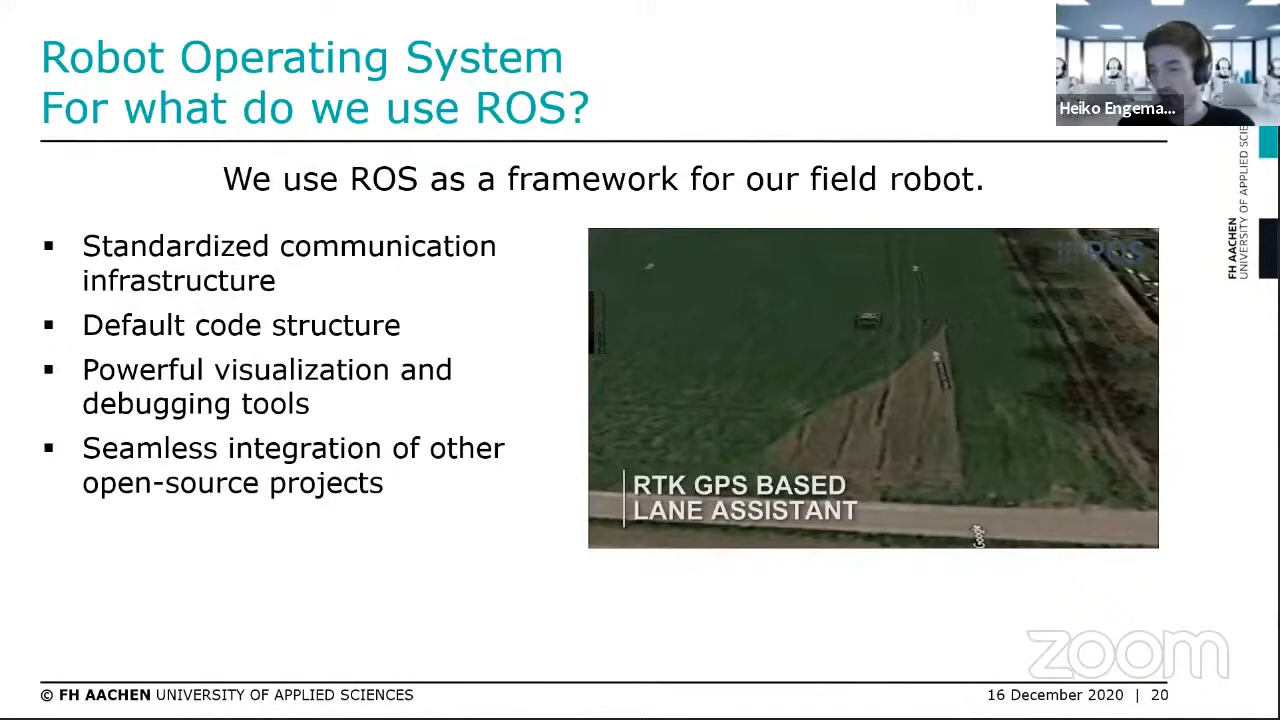 Robot Operating System
For what do we use ROS?
Heiko Engema...
We use ROS as a framework for our field robot.
▪ Standardized communication
infrastructure
▪ Default code structure
▪ Powerful visualization and
debugging tools
▪ Seamless integration of other
open-source projects
ROS
RTK GPS BASED
LANE ASSISTANT
Google
FH AACHEN
UNIVERSITY OF APPLIED SCIE
zoom
© FH AACHEN UNIVERSITY OF APPLIED SCIENCES
16 December 2020 | 20